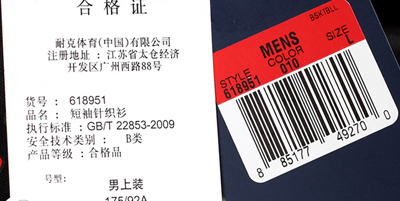 合格证
耐克体育(中国)有限公司
注册地址：江苏省太仓经济
开发区广州西路88号
货号：618951
品名：短袖针织衫
执行标准：GB/T 22853-2009
安全技术类别：B类
产品等级：合格品
号型：
男上装
175/92A
BSKTBLL
MENS
SIZE
L
COLOR
010
STYLE
618951
8 85177 49270 0